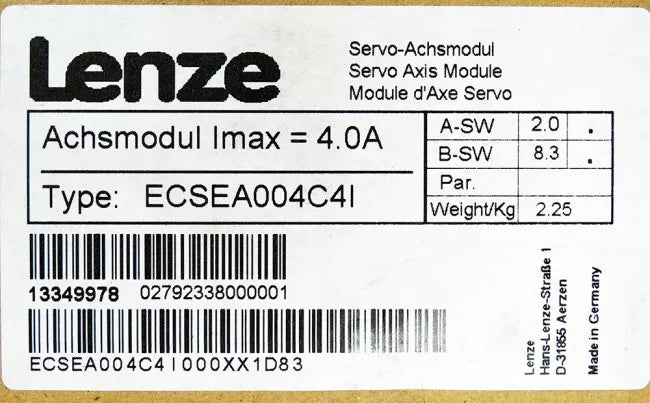 Lenze
Servo-Achsmodul
Servo Axis Module
Module d'Axe Servo
Achsmodul Imax = 4.0A
Type: ECSEA004C4I
A-SW 2.0 .
B-SW 8.3 .
Par.
Weight/Kg 2.25
13349978 02792338000001
ECSEA004C4I000XX1D83
Lenze
Hans-Lenze-Straße 1
D-31855 Aerzen
Made in Germany